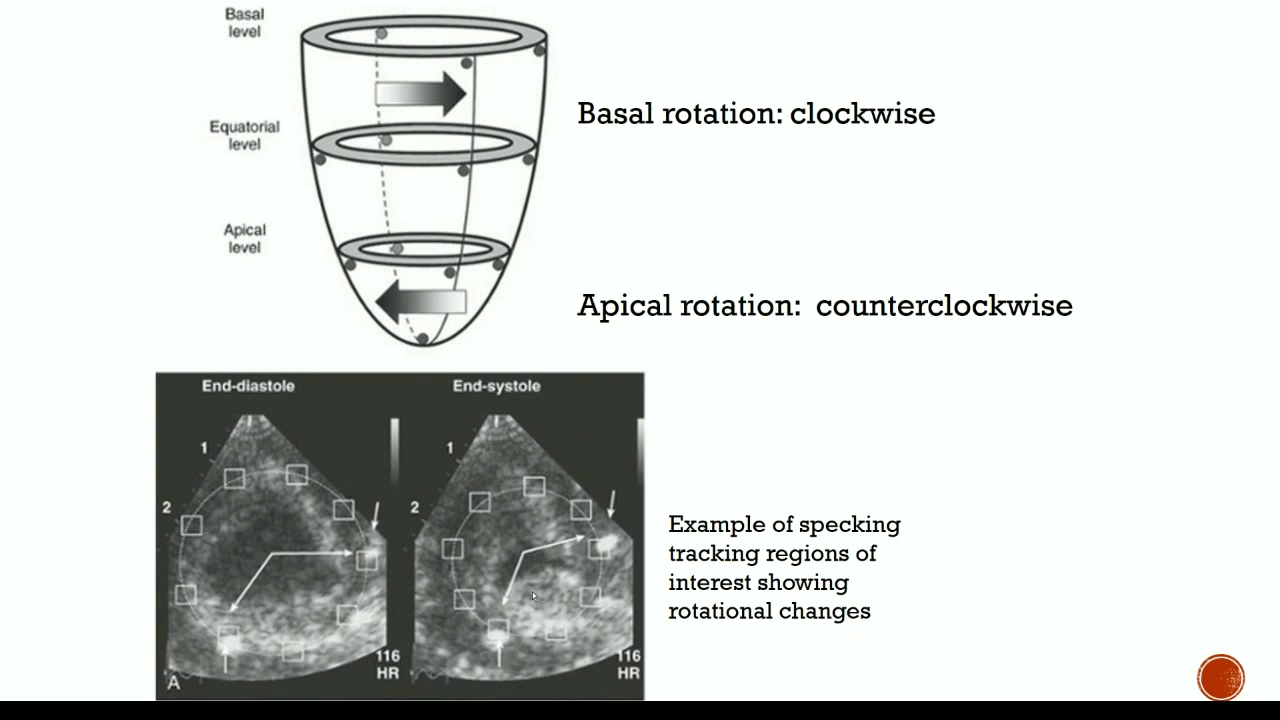 Basal
level
Basal rotation: clockwise
Equatorial
level
Apical
level
Apical rotation: counterclockwise
End-diastole
End-systole
1
2
116
HR
A
1
2
116
HR
Example of specking
tracking regions of
interest showing
rotational changes